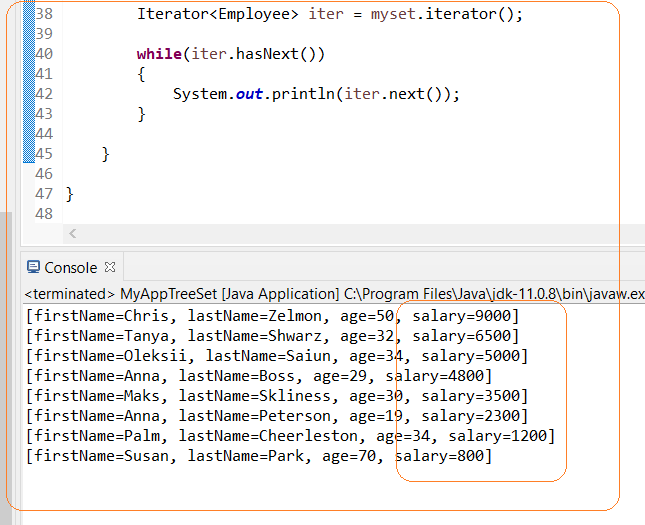 38 Iterator<Employee> iter = myset.iterator();
39
40 while(iter.hasNext())
41 {
42 System.out.println(iter.next());
43 }
44
45 }
46
47 }
48
Console
<terminated> MyAppTreeSet [Java Application] C:\Program Files\Java\jdk-11.0.8\bin\javaw.ex
[firstName=Chris, lastName=Zelmon, age=50, salary=9000]
[firstName=Tanya, lastName=Shwarz, age=32, salary=6500]
[firstName=Oleksii, lastName=Saiun, age=34, salary=5000]
[firstName=Anna, lastName=Boss, age=29, salary=4800]
[firstName=Maks, lastName=Skliness, age=30, salary=3500]
[firstName=Anna, lastName=Peterson, age=19, salary=2300]
[firstName=Palm, lastName=Cheerleston, age=34, salary=1200]
[firstName=Susan, lastName=Park, age=70, salary=800]